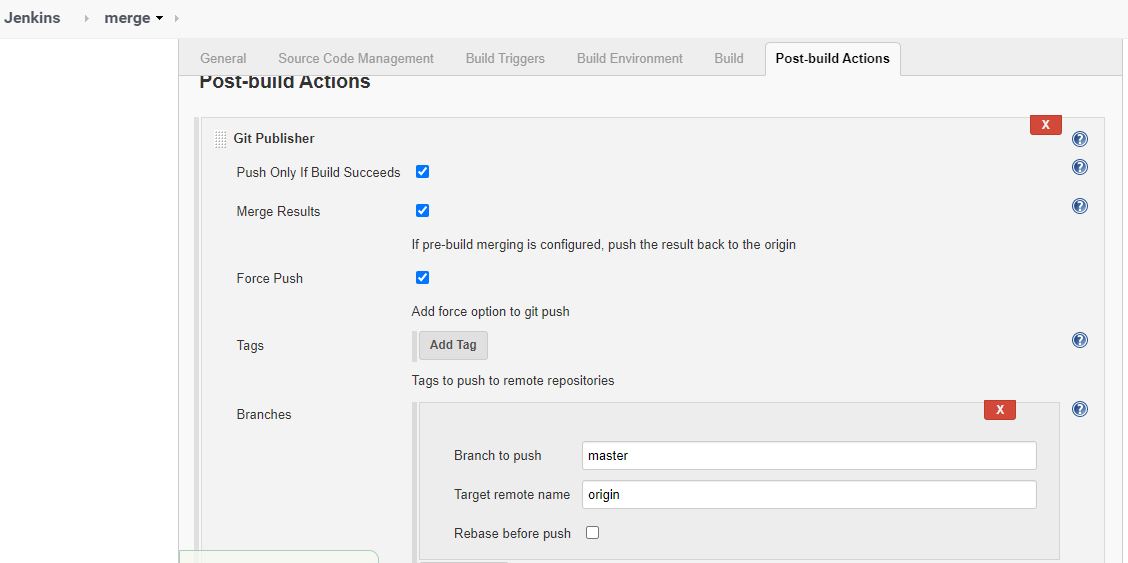 Jenkins merge
General Source Code Management Build Triggers Build Environment Build Post-build Actions
Post-build Actions
X
Git Publisher
?
Push Only If Build Succeeds
?
Merge Results
?
If pre-build merging is configured, push the result back to the origin
Force Push
Add force option to git push
Tags
Add Tag
?
Tags to push to remote repositories
Branches
X
?
Branch to push master
Target remote name origin
Rebase before push